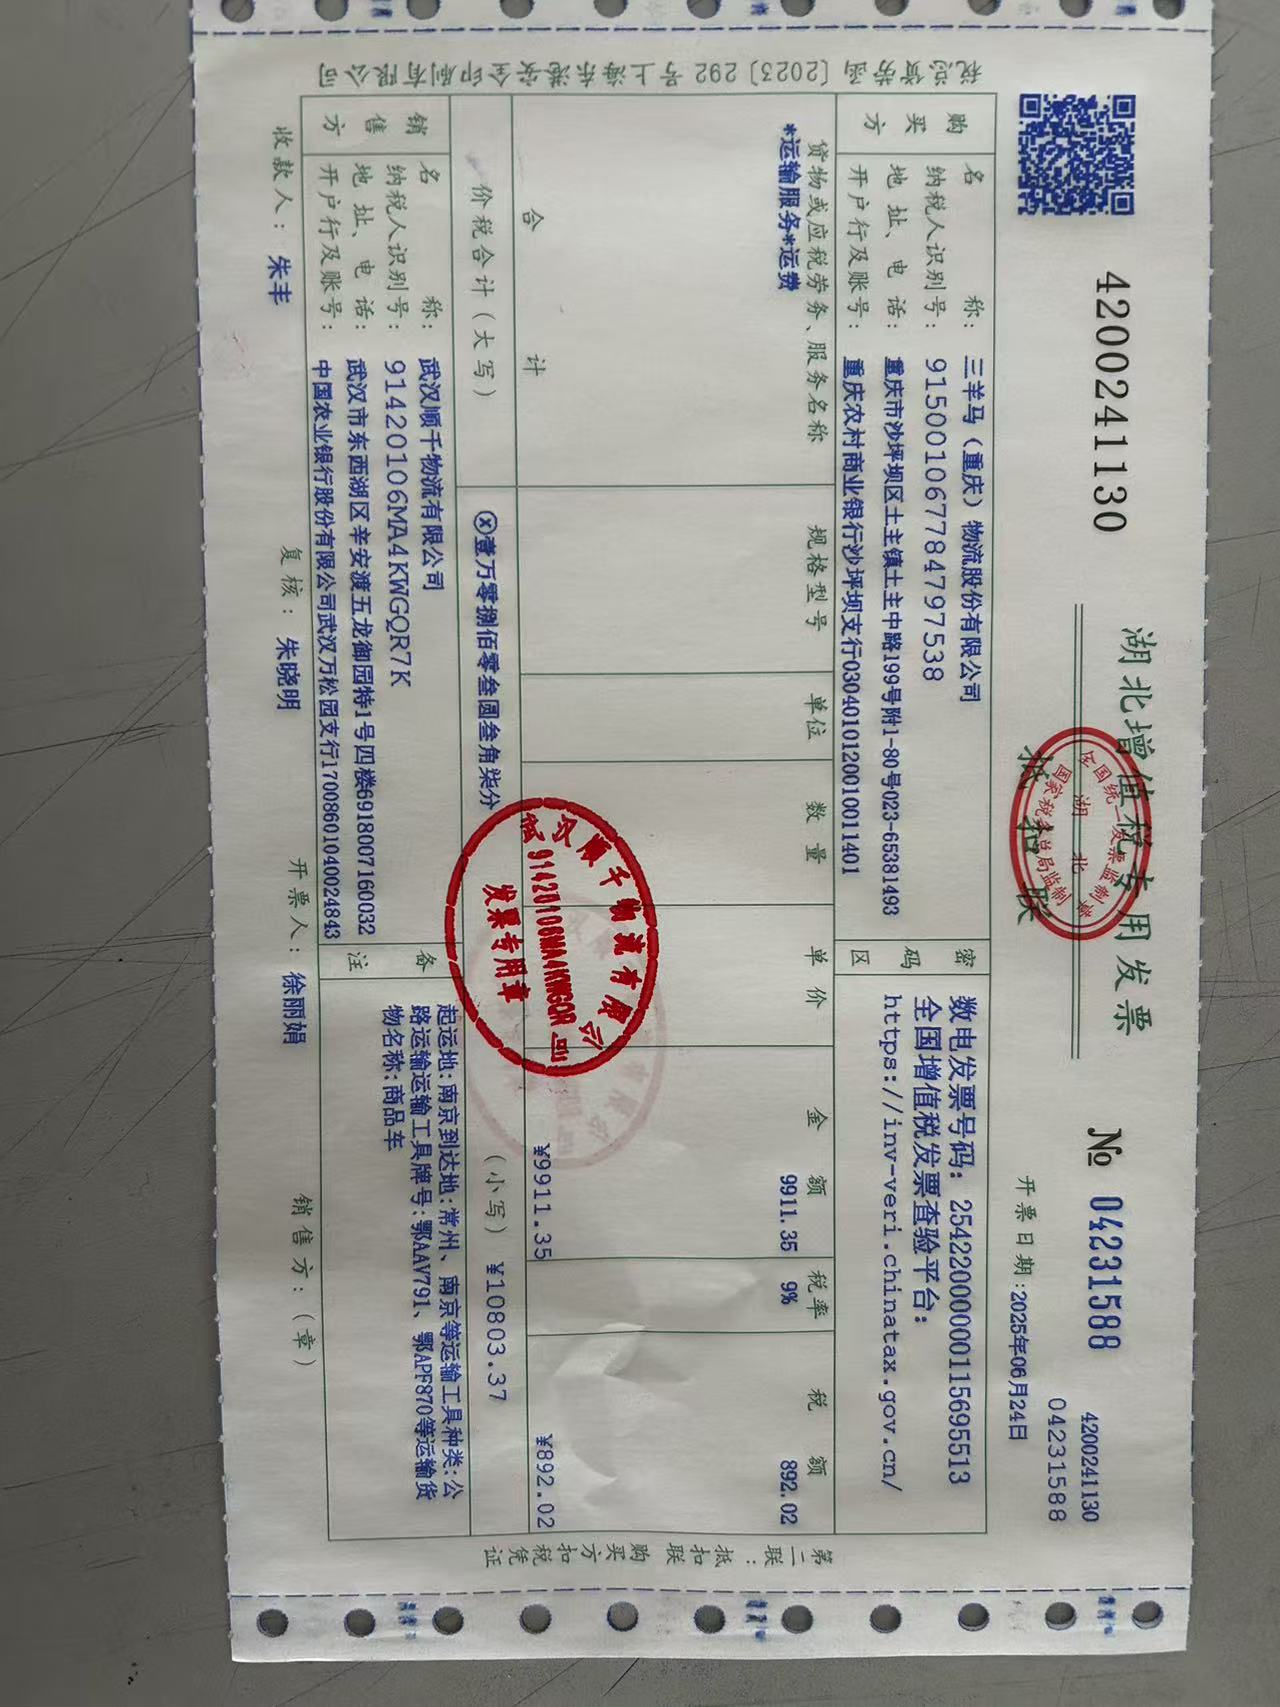 4200241130
湖北增值税专用发票
抵扣联
全国统一发票监制章
湖北
国家税务总局监制
№ 04231588
4200241130
04231588
开票日期:2025年06月24日
税总货劳函〔2023〕292号上海东港安全印刷有限公司
购买方
名称: 三羊马（重庆）物流股份有限公司
纳税人识别号: 915001067784797538
地址、电话: 重庆市沙坪坝区土主镇土主中路199号附1-80号023-65381493
开户行及账号: 重庆农村商业银行沙坪坝支行0304010120010011401
密码区
数电发票号码: 25422000000115695513
全国增值税发票查验平台:
https://inv-veri.chinatax.gov.cn/
货物或应税劳务、服务名称 规格型号 单位 数量 单价 金额 税率 税额
*运输服务*运费 9911.35 9% 892.02
合计 ¥9911.35 ¥892.02
价税合计（大写） ⓧ壹万零捌佰零叁圆叁角柒分 （小写）¥10803.37
销售方
名称: 武汉顺千物流有限公司
纳税人识别号: 91420106MA4KWGQR7K
地址、电话: 武汉市东西湖区辛安渡五龙御园特1号四楼6918007160032
开户行及账号: 中国农业银行股份有限公司武汉万松园支行17008601040024843
备注
起运地:南京到达地:常州、南京等运输工具种类:公
路运输运输工具牌号:鄂AAV791、鄂APF870等运输货
物名称:商品车
武汉顺千物流有限公司
发票专用章
收款人: 朱丰 复核: 朱晓明 开票人: 徐丽娟 销售方:（章）
第二联:抵扣联 购买方扣税凭证